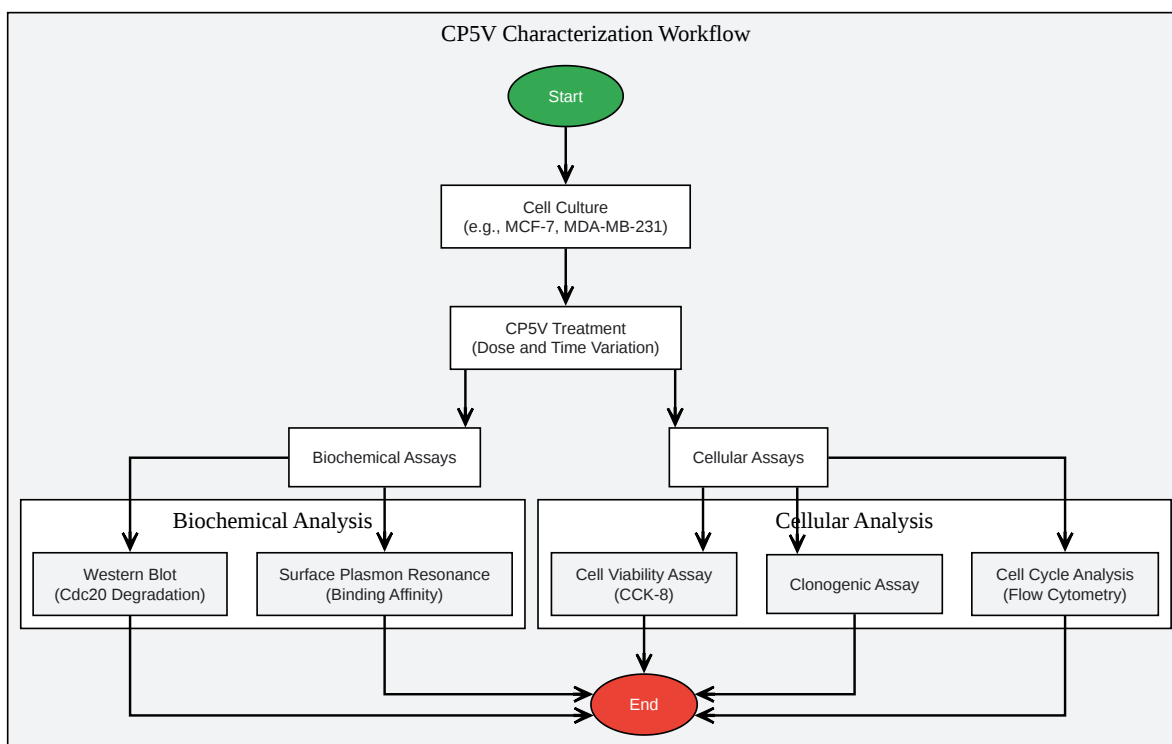 CP5V Characterization Workflow
Start
Cell Culture
(e.g., MCF-7, MDA-MB-231)
CP5V Treatment
(Dose and Time Variation)
Biochemical Assays
Cellular Assays
Biochemical Analysis
Cellular Analysis
Western Blot
(Cdc20 Degradation)
Surface Plasmon Resonance
(Binding Affinity)
Cell Viability Assay
(CCK-8)
Clonogenic Assay
Cell Cycle Analysis
(Flow Cytometry)
End